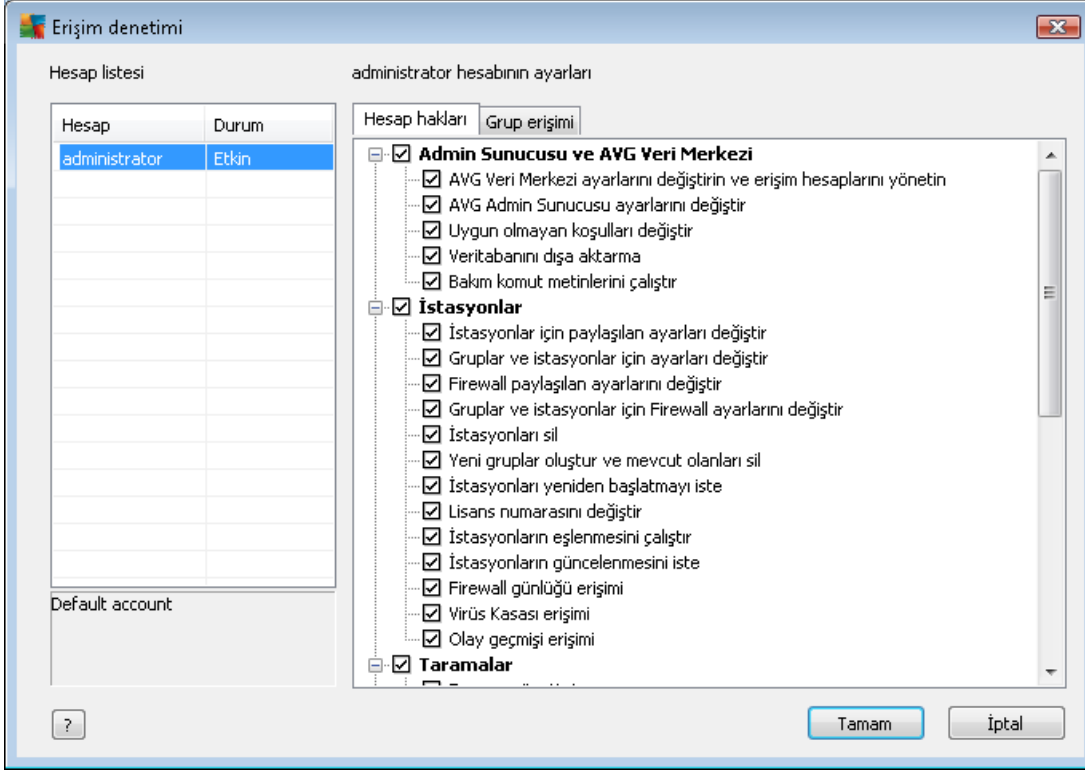 Erişim denetimi
Hesap listesi
administrator hesabının ayarları
Hesap Durum
administrator Etkin
Default account
Hesap hakları Grup erişimi
Admin Sunucusu ve AVG Veri Merkezi
AVG Veri Merkezi ayarlarını değiştirin ve erişim hesaplarını yönetin
AVG Admin Sunucusu ayarlarını değiştir
Uygun olmayan koşulları değiştir
Veritabanını dışa aktarma
Bakım komut metinlerini çalıştır
İstasyonlar
İstasyonlar için paylaşılan ayarları değiştir
Gruplar ve istasyonlar için ayarları değiştir
Firewall paylaşılan ayarlarını değiştir
Gruplar ve istasyonlar için Firewall ayarlarını değiştir
İstasyonları sil
Yeni gruplar oluştur ve mevcut olanları sil
İstasyonları yeniden başlatmayı iste
Lisans numarasını değiştir
İstasyonların eşlenmesini çalıştır
İstasyonların güncelenmesini iste
Firewall günlüğü erişimi
Virüs Kasası erişimi
Olay geçmişi erişimi
Taramalar
?
Tamam
İptal